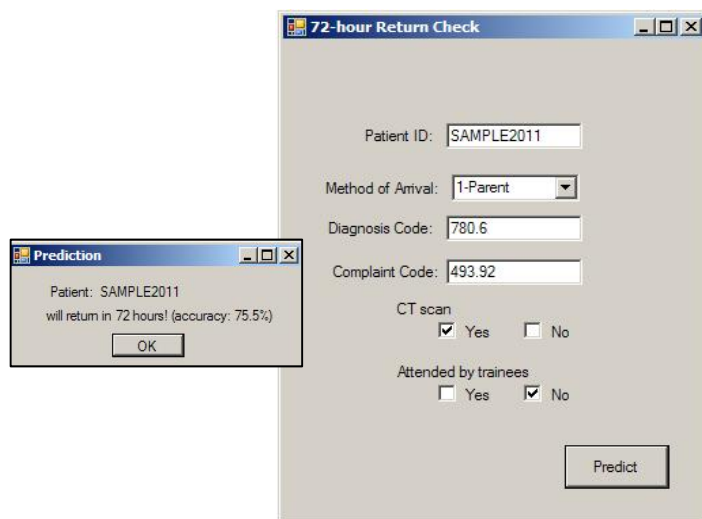 72-hour Return Check
Patient ID: SAMPLE2011
Method of Arrival: 1-Parent
Diagnosis Code: 780.6
Complaint Code: 493.92
CT scan
Yes No
Attended by trainees
Yes No
Predict
Prediction
Patient: SAMPLE2011
will return in 72 hours! (accuracy: 75.5%)
OK